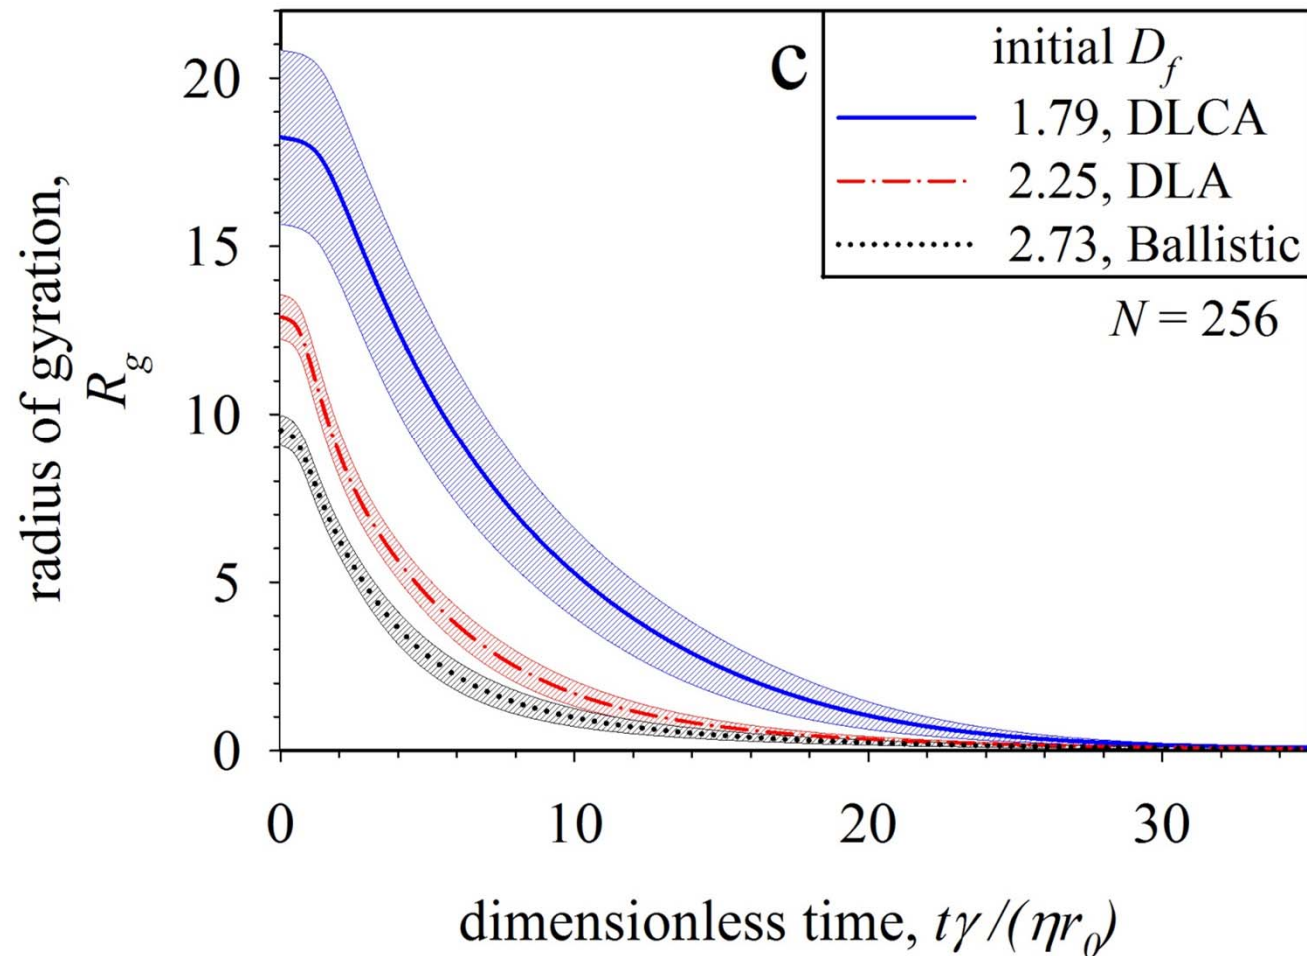 c
initial D_f
1.79, DLCA
2.25, DLA
2.73, Ballistic
N = 256
radius of gyration,
R_g
20
15
10
5
0
0 10 20 30
dimensionless time, tγ/(ηr_0)